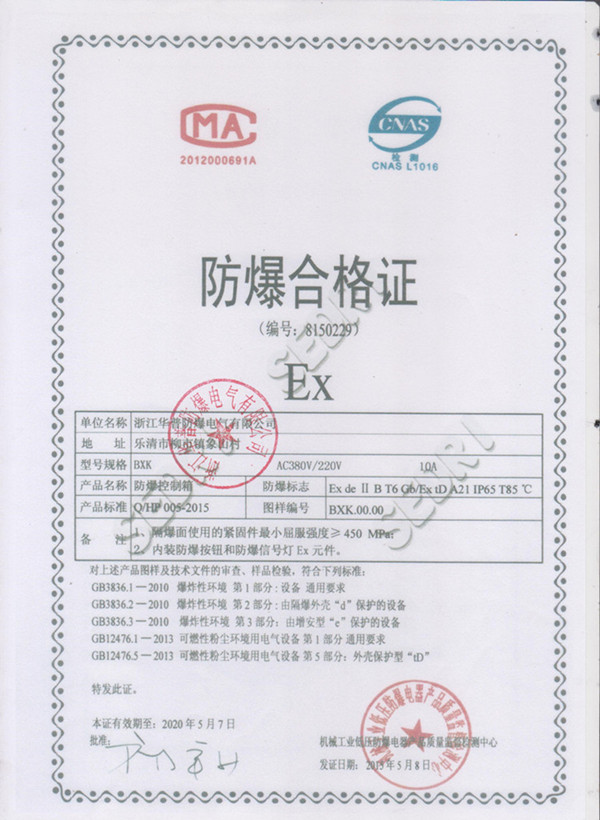 CMA
CNAS
2012000691A
检 测
CNAS L1016
防爆合格证
(编号: 8150229)
Ex
单位名称 浙江华普防爆电气有限公司
地 址 乐清市柳市镇象山村
型号规格 BXK AC380V/220V 10A
产品名称 防爆控制箱 防爆标志 Ex de Ⅱ B T6 Gb/Ex tD A21 IP65 T85 ℃
产品标准 Q/HP 005-2015 图样编号 BXK.00.00
备 注 1、隔爆面使用的紧固件最小屈服强度≥ 450 MPa;
2、内装防爆按钮和防爆信号灯 Ex 元件。
对上述产品图样及技术文件的审查、样品检验, 符合下列标准:
GB3836.1—2010 爆炸性环境 第 1 部分: 设备 通用要求
GB3836.2—2010 爆炸性环境 第 2 部分: 由隔爆外壳“d”保护的设备
GB3836.3—2010 爆炸性环境 第 3 部分: 由增安型“e”保护的设备
GB12476.1—2013 可燃性粉尘环境用电气设备 第 1 部分 通用要求
GB12476.5—2013 可燃性粉尘环境用电气设备 第 5 部分: 外壳保护型“tD”
特发此证。
本证有效期至: 2020 年 5 月 7 日
批准:
机械工业低压防爆电器产品质量监督检测中心
发证日期: 2015 年 5 月 8 日
SEDRI
SEDRI
SEDRI